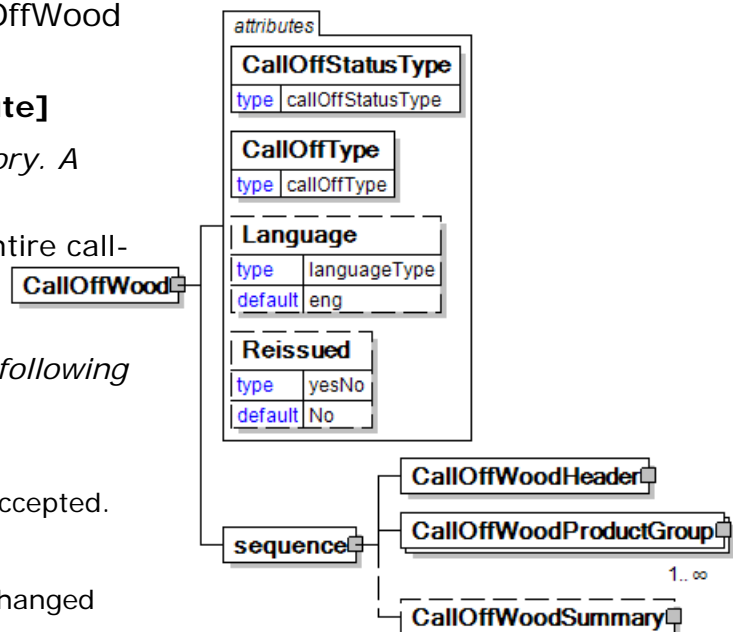 OffWood
ute]
ory. A
ntire call-
following
ccepted.
hanged
attributes
CallOffStatusType
type callOffStatusType
CallOffType
type callOffType
Language
type languageType
default eng
Reissued
type yesNo
default No
CallOffWood
sequence
CallOffWoodHeader
CallOffWoodProductGroup
1.. ∞
CallOffWoodSummary